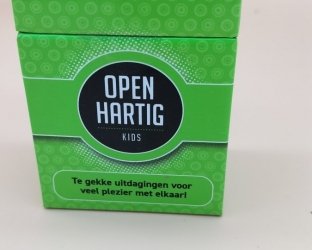 OPEN
HARTIG
KIDS
Te gekke uitdagingen voor
veel plezier met elkaar!